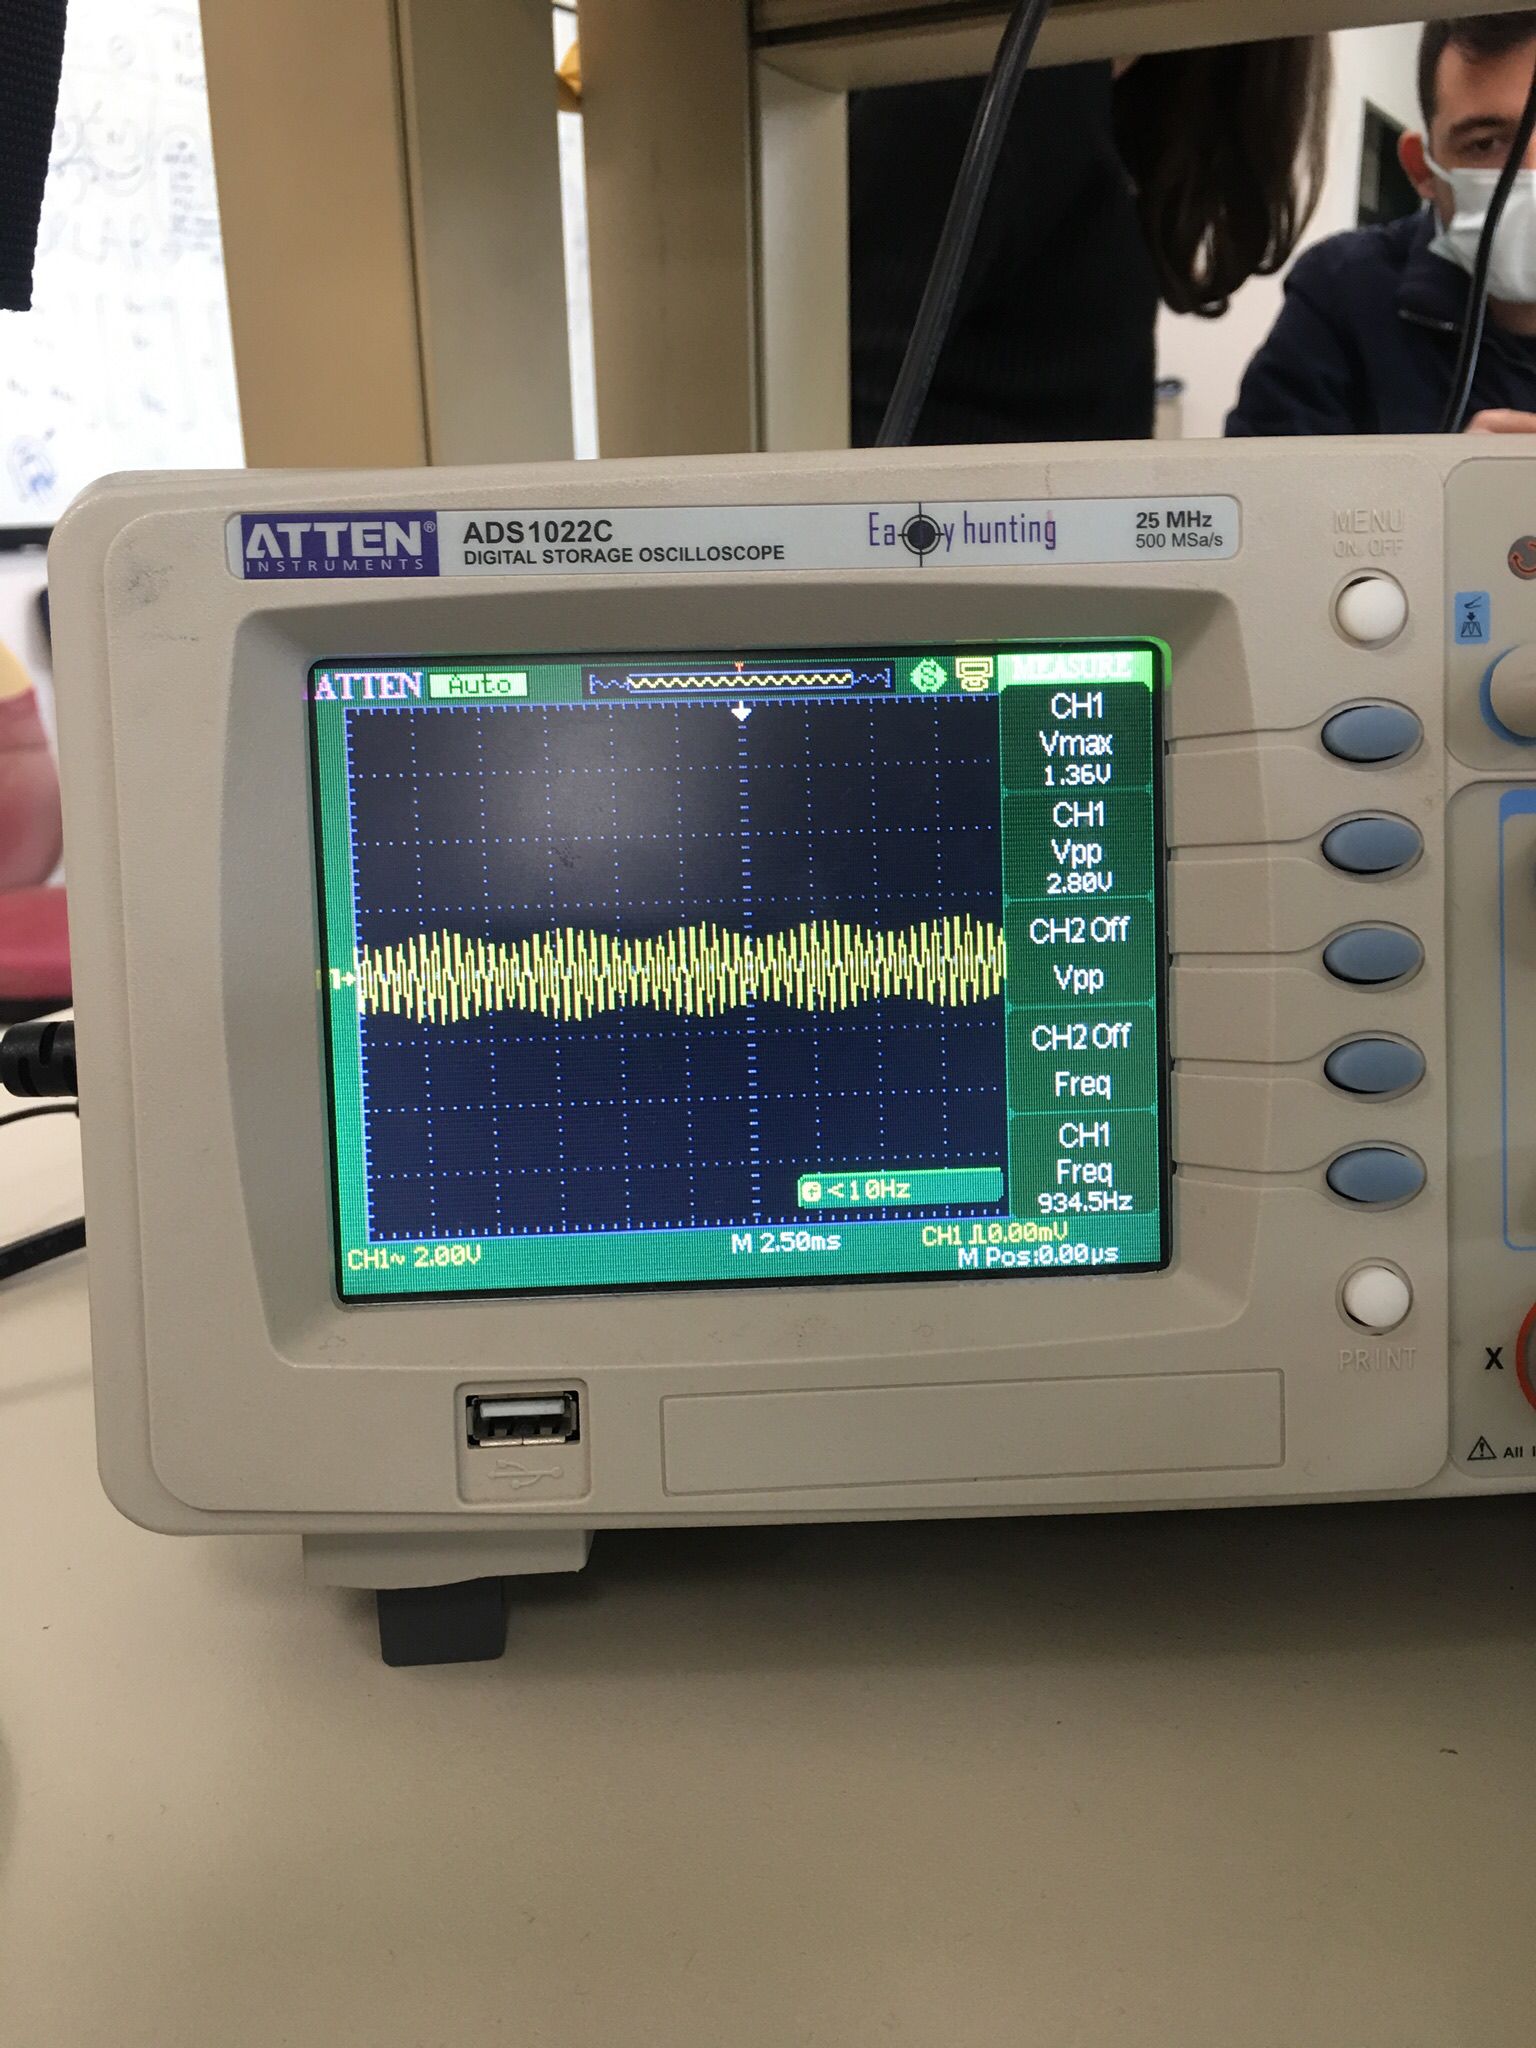 ATTEN®
INSTRUMENTS
ADS1022C
DIGITAL STORAGE OSCILLOSCOPE
Ea y hunting
25 MHz
500 MSa/s
MENU
ON OFF
ATTEN Auto
MEASURE
CH1
Vmax
1.36V
CH1
Vpp
2.80V
CH2 Off
Vpp
CH2 Off
Freq
CH1
Freq
934.5Hz
<10Hz
CH1~ 2.00V
M 2.50ms
CH1 0.00mV
M Pos:0.00µs
PRINT
X
All